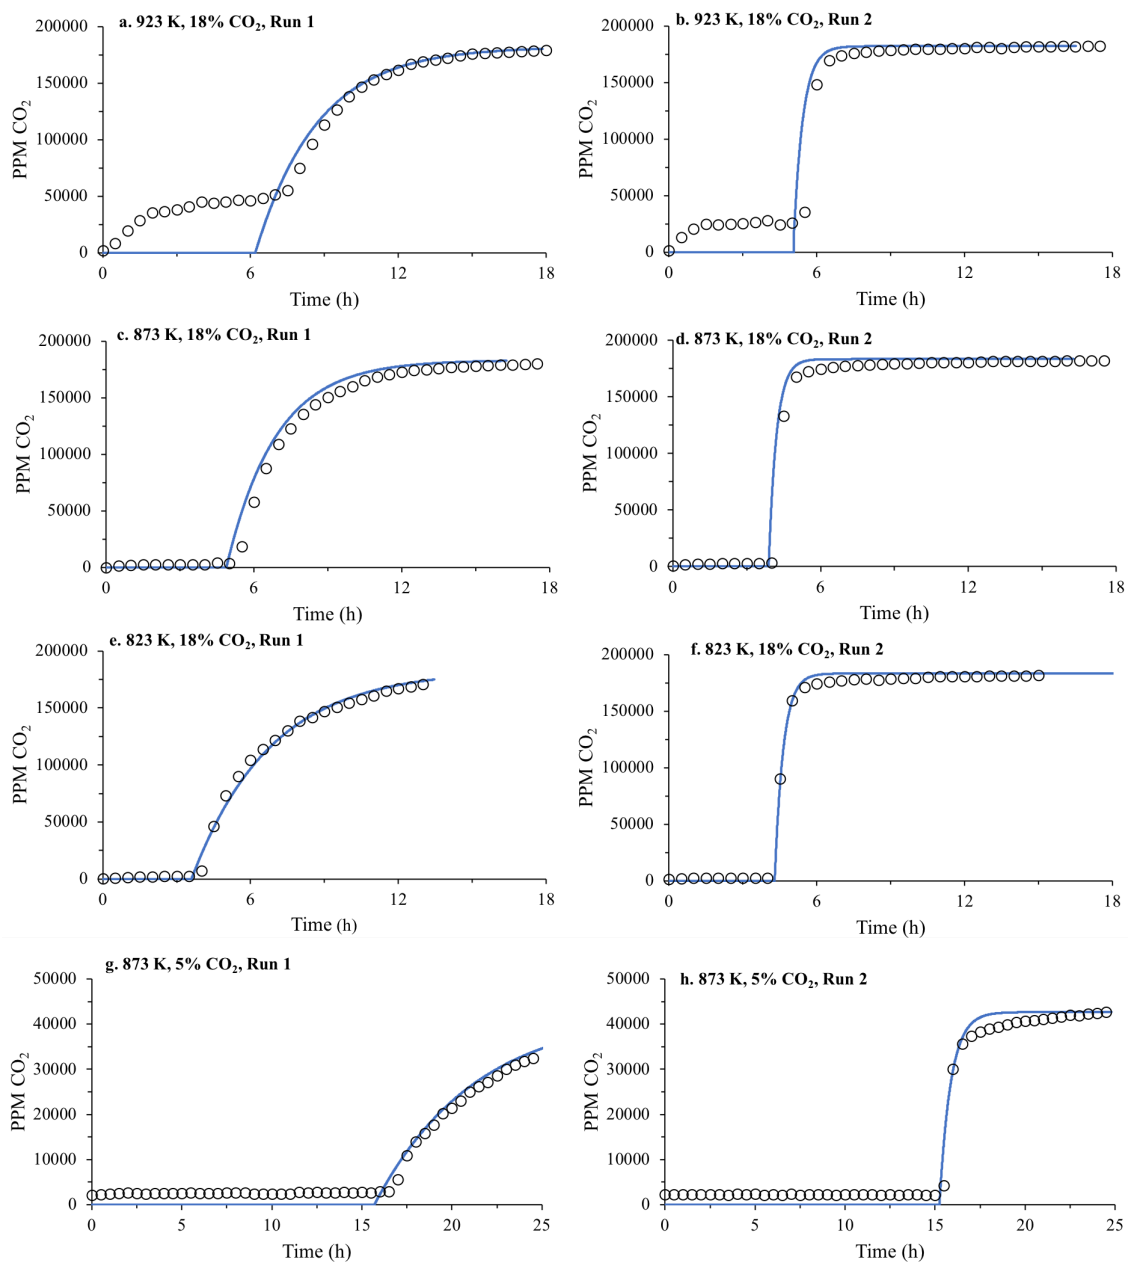 a. 923 K, 18% CO₂, Run 1
200000
150000
100000
50000
0
PPM CO₂
0 6 12 18
Time (h)
b. 923 K, 18% CO₂, Run 2
200000
150000
100000
50000
0
PPM CO₂
0 6 12 18
Time (h)
c. 873 K, 18% CO₂, Run 1
200000
150000
100000
50000
0
PPM CO₂
0 6 12 18
Time (h)
d. 873 K, 18% CO₂, Run 2
200000
150000
100000
50000
0
PPM CO₂
0 6 12 18
Time (h)
e. 823 K, 18% CO₂, Run 1
200000
150000
100000
50000
0
PPM CO₂
0 6 12 18
Time (h)
f. 823 K, 18% CO₂, Run 2
200000
150000
100000
50000
0
PPM CO₂
0 6 12 18
Time (h)
g. 873 K, 5% CO₂, Run 1
50000
40000
30000
20000
10000
0
PPM CO₂
0 5 10 15 20 25
Time (h)
h. 873 K, 5% CO₂, Run 2
50000
40000
30000
20000
10000
0
PPM CO₂
0 5 10 15 20 25
Time (h)